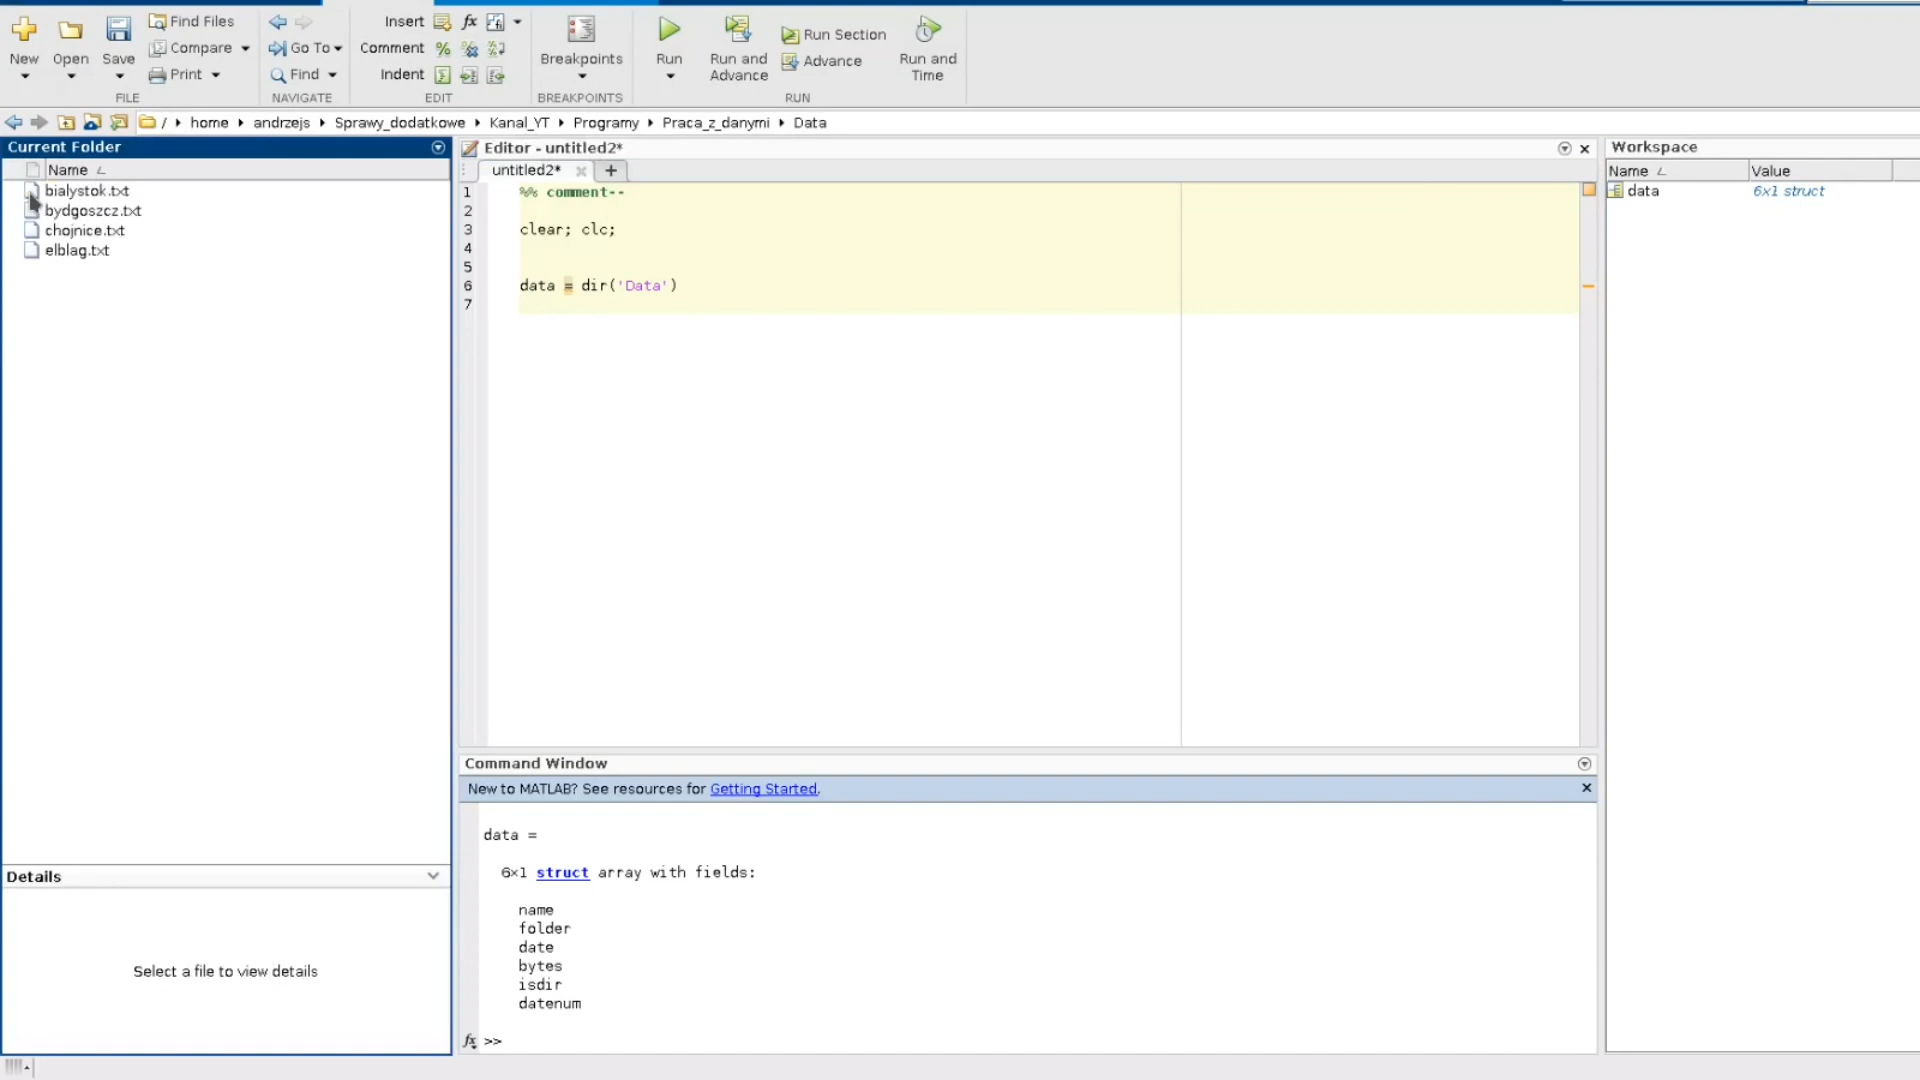 Find Files
Insert
New
Open
Save
Compare
Go To
Comment
Breakpoints
Run
Run and
Advance
Run Section
Advance
Run and
Time
Print
Find
Indent
FILE
NAVIGATE
EDIT
BREAKPOINTS
RUN
/ home andrzejs Sprawy_dodatkowe Kanal_YT Programy Praca_z_danymi Data
Current Folder
Name
bialystok.txt
bydgoszcz.txt
chojnice.txt
elblag.txt
Details
Select a file to view details
Editor - untitled2*
untitled2*
1 %% comment--
2
3 clear; clc;
4
5
6 data = dir('Data')
7
Command Window
New to MATLAB? See resources for Getting Started.
data =
6×1 struct array with fields:
name
folder
date
bytes
isdir
datenum
fx >>
Workspace
Name Value
data 6x1 struct